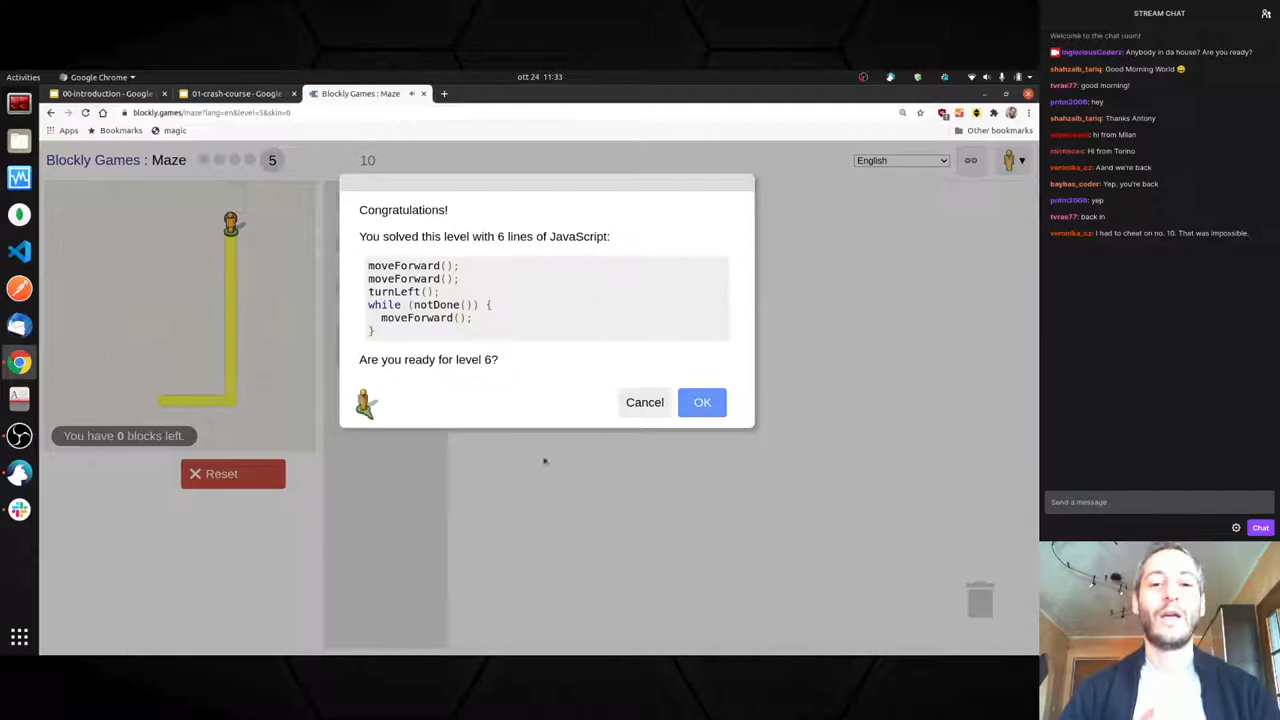 Activities
Google Chrome
ott 24 11:33
00-introduction - Google
01-crash-course - Google
Blockly Games : Maze
blockly.games/maze?lang=en&level=5&skin=0
Apps
Bookmarks
magic
Other bookmarks
Blockly Games : Maze
5
10
English
Congratulations!
You solved this level with 6 lines of JavaScript:
moveForward();
moveForward();
turnLeft();
while (notDone()) {
moveForward();
}
Are you ready for level 6?
Cancel
OK
You have 0 blocks left.
Reset
STREAM CHAT
Welcome to the chat room!
IngloriousCoderz: Anybody in da house? Are you ready?
shahzaib_tariq: Good Morning World
tvrae77: good morning!
pntm2006: hey
shahzaib_tariq: Thanks Antony
hi from Milan
Hi from Torino
veronika_cz: Aand we're back
baybas_coder: Yep, you're back
pntm2006: yep
tvrae77: back in
veronika_cz: I had to cheat on no. 10. That was impossible.
Send a message
Chat